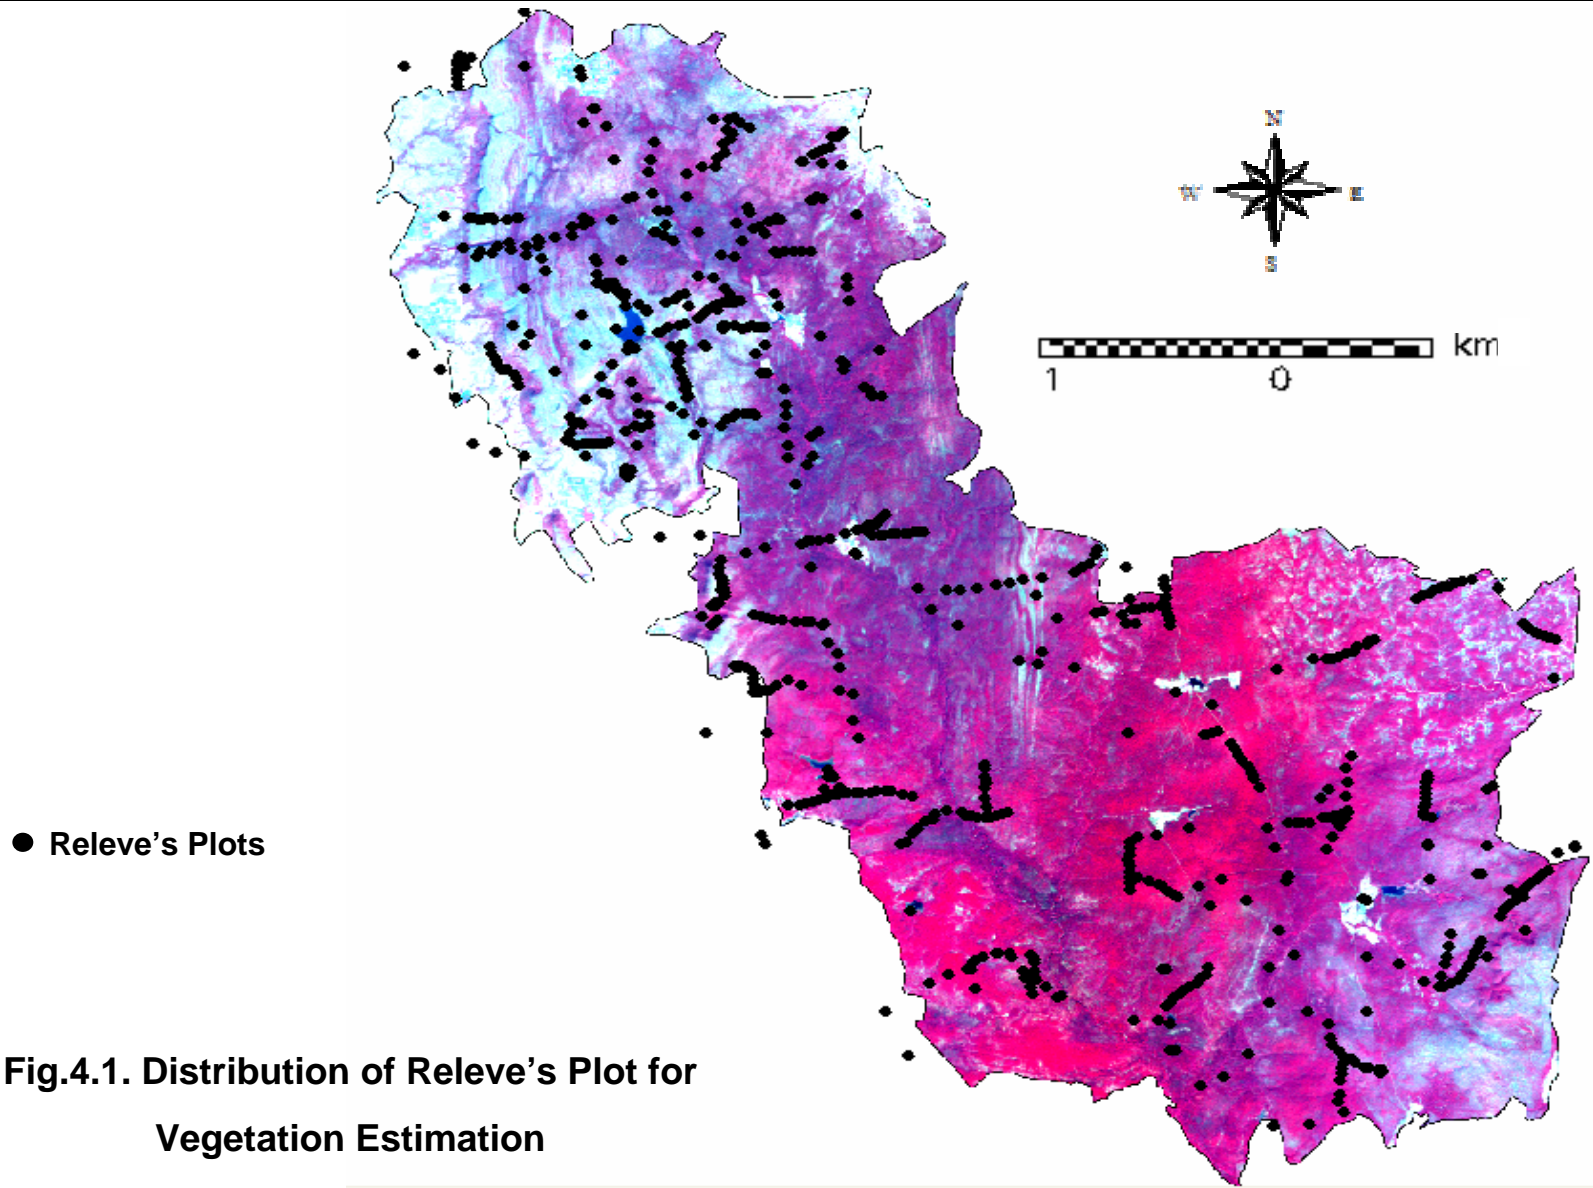 N
W E
S
km
1 0
Releve’s Plots
Fig.4.1. Distribution of Releve’s Plot for
Vegetation Estimation